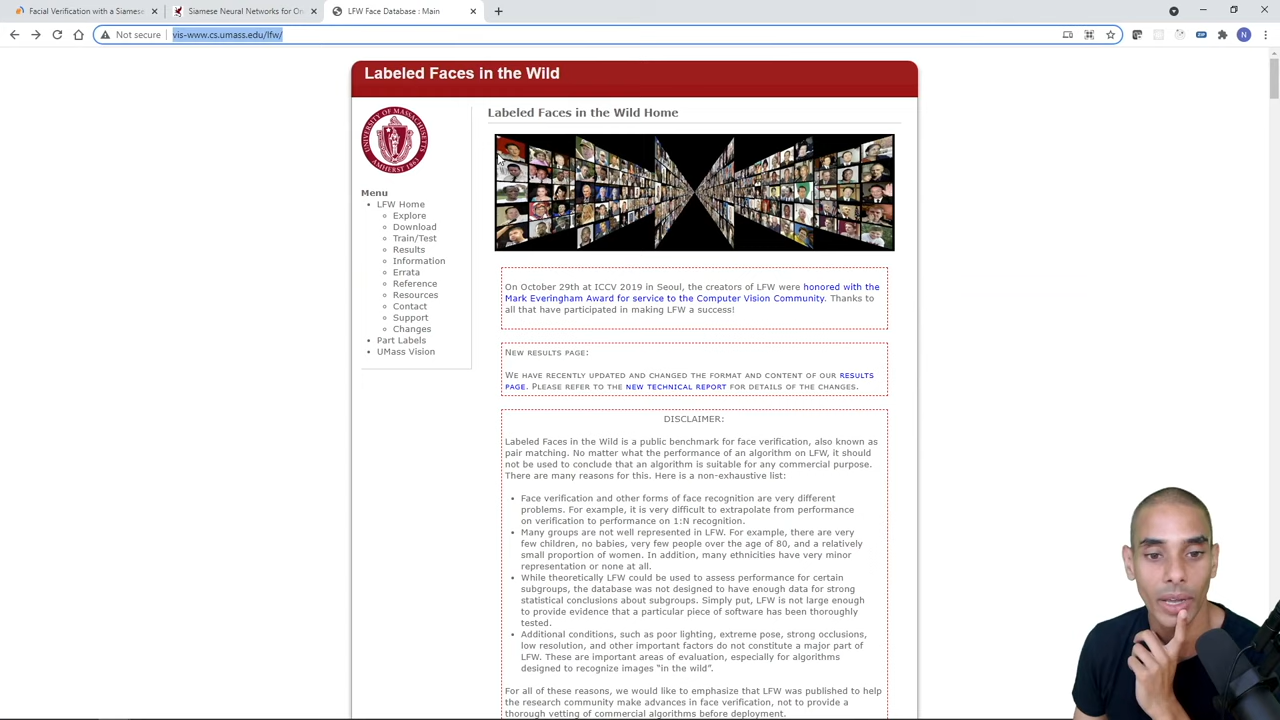 Facial Verification with a Siamese
Siamese Neural Networks for On
LFW Face Database : Main
Not secure
vis-www.cs.umass.edu/lfw/
ZIP
N
Labeled Faces in the Wild
UNIVERSITY OF MASSACHUSETTS
AMHERST 1863
Menu
LFW Home
Explore
Download
Train/Test
Results
Information
Errata
Reference
Resources
Contact
Support
Changes
Part Labels
UMass Vision
Labeled Faces in the Wild Home
On October 29th at ICCV 2019 in Seoul, the creators of LFW were honored with the
Mark Everingham Award for service to the Computer Vision Community. Thanks to
all that have participated in making LFW a success!
New results page:
We have recently updated and changed the format and content of our results
page. Please refer to the new technical report for details of the changes.
DISCLAIMER:
Labeled Faces in the Wild is a public benchmark for face verification, also known as
pair matching. No matter what the performance of an algorithm on LFW, it should
not be used to conclude that an algorithm is suitable for any commercial purpose.
There are many reasons for this. Here is a non-exhaustive list:
Face verification and other forms of face recognition are very different
problems. For example, it is very difficult to extrapolate from performance
on verification to performance on 1:N recognition.
Many groups are not well represented in LFW. For example, there are very
few children, no babies, very few people over the age of 80, and a relatively
small proportion of women. In addition, many ethnicities have very minor
representation or none at all.
While theoretically LFW could be used to assess performance for certain
subgroups, the database was not designed to have enough data for strong
statistical conclusions about subgroups. Simply put, LFW is not large enough
to provide evidence that a particular piece of software has been thoroughly
tested.
Additional conditions, such as poor lighting, extreme pose, strong occlusions,
low resolution, and other important factors do not constitute a major part of
LFW. These are important areas of evaluation, especially for algorithms
designed to recognize images “in the wild”.
For all of these reasons, we would like to emphasize that LFW was published to help
the research community make advances in face verification, not to provide a
thorough vetting of commercial algorithms before deployment.